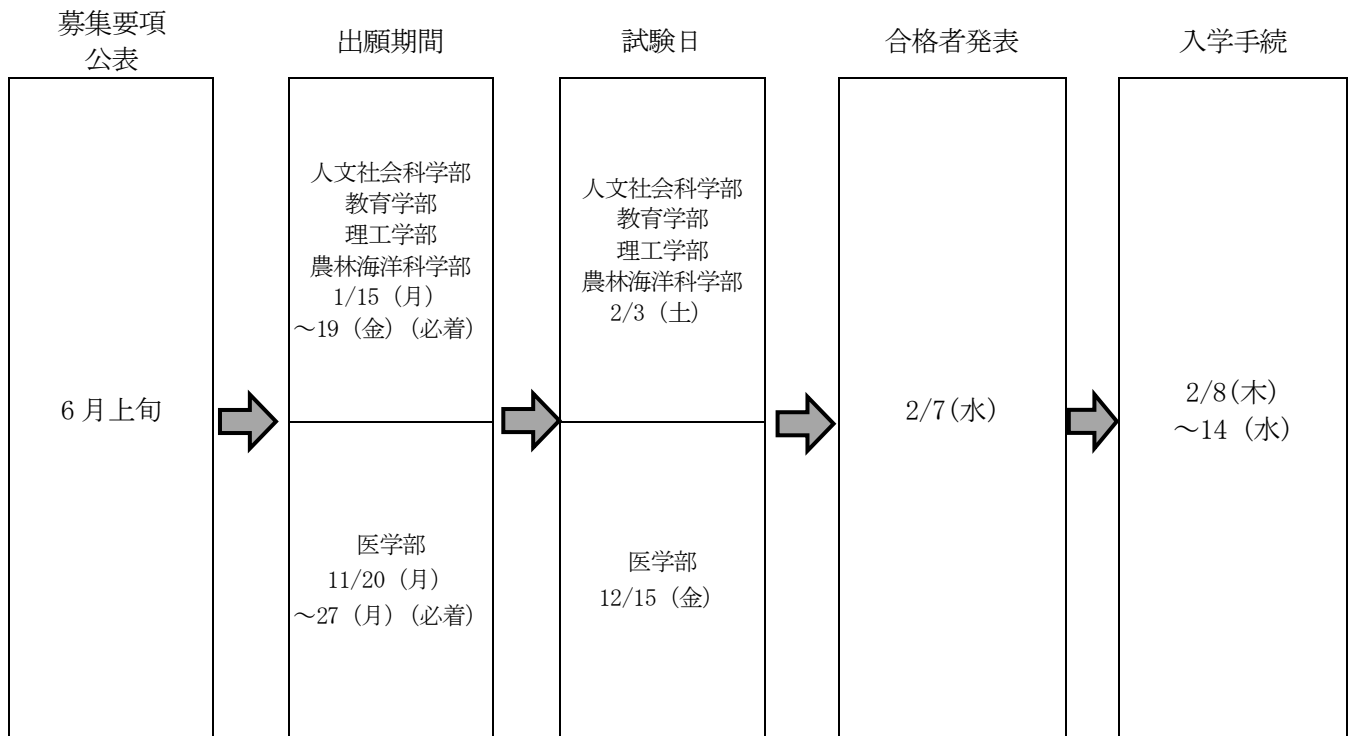 募集要項
公表
出願期間
試験日
合格者発表
入学手続
6月上旬
人文社会科学部
教育学部
理工学部
農林海洋科学部
1/15（月）
～19（金）(必着）
医学部
11/20（月）
～27（月）(必着）
人文社会科学部
教育学部
理工学部
農林海洋科学部
2/3（土）
医学部
12/15（金）
2/7(水）
2/8(木）
～14（水）